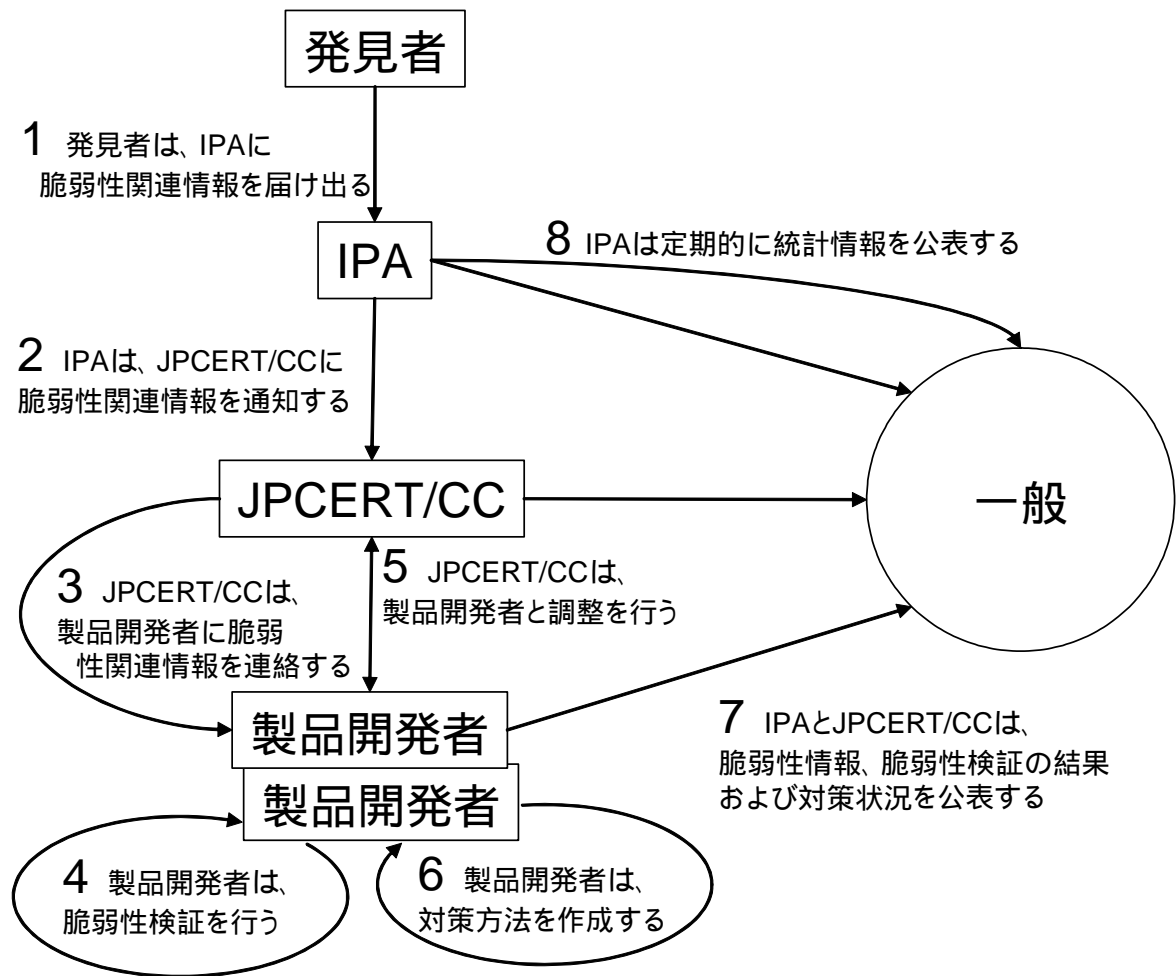 発見者
1 発見者は、IPAに
脆弱性関連情報を届け出る
IPA
8 IPAは定期的に統計情報を公表する
2 IPAは、JPCERT/CCに
脆弱性関連情報を通知する
JPCERT/CC
一般
3 JPCERT/CCは、
製品開発者に脆弱
性関連情報を連絡する
5 JPCERT/CCは、
製品開発者と調整を行う
製品開発者
7 IPAとJPCERT/CCは、
脆弱性情報、脆弱性検証の結果
および対策状況を公表する
製品開発者
4 製品開発者は、
脆弱性検証を行う
6 製品開発者は、
対策方法を作成する